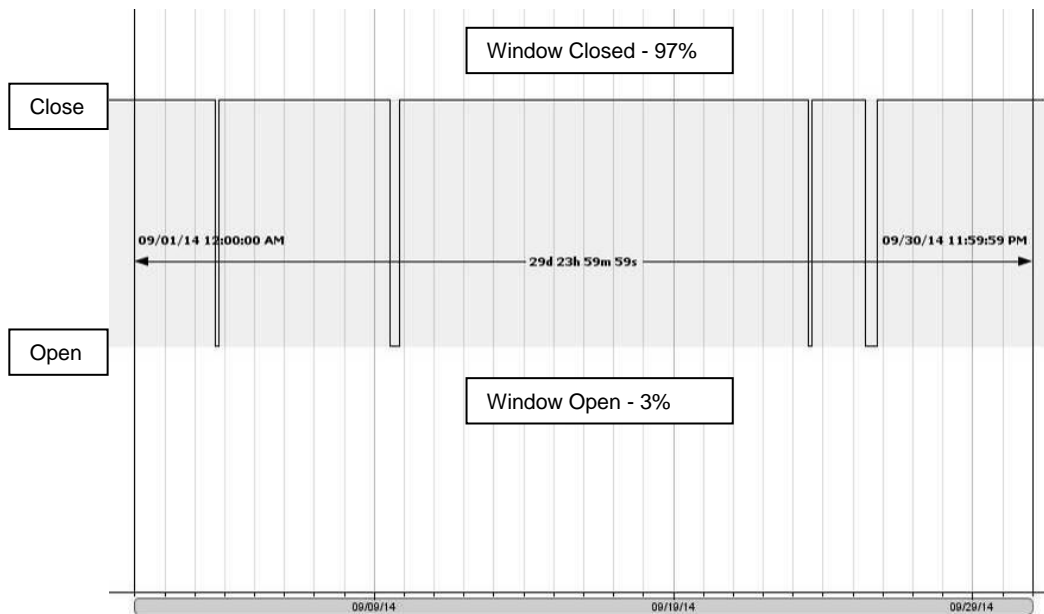 Window Closed - 97%
Close
09/01/14 12:00:00 AM
09/30/14 11:59:59 PM
29d 23h 59m 59s
Open
Window Open - 3%
09/09/14
09/19/14
09/29/14